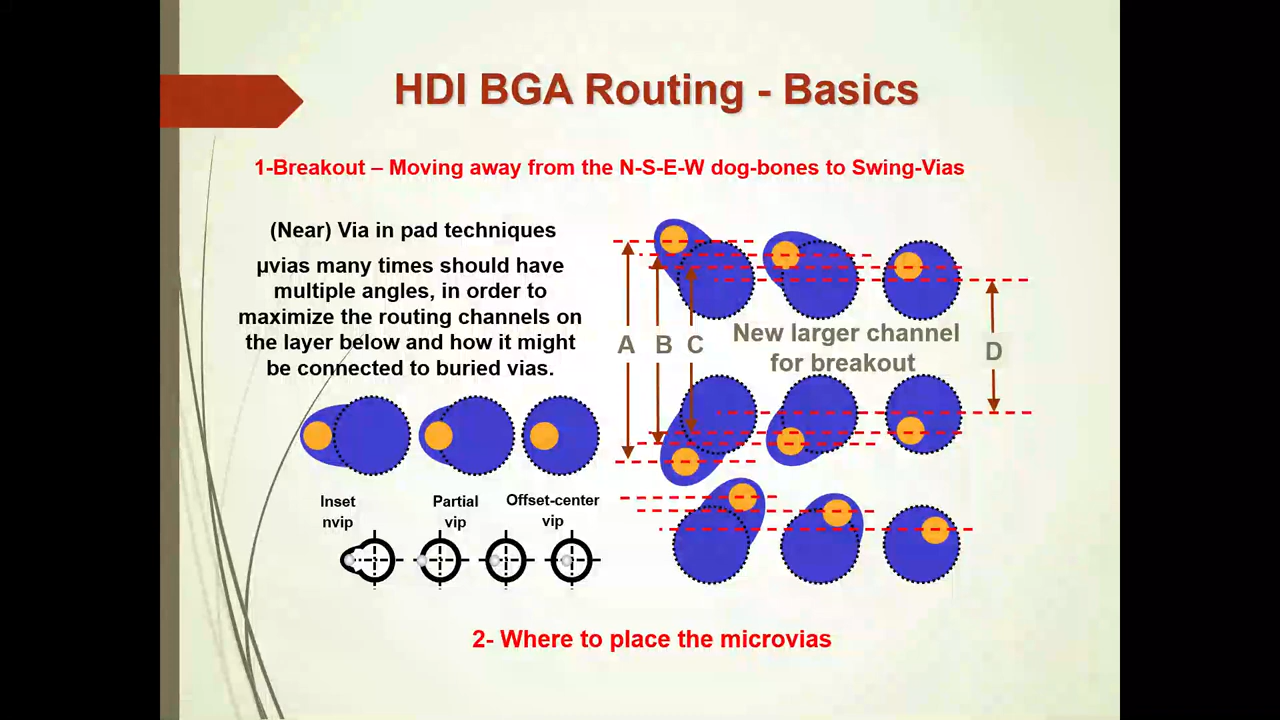 HDI BGA Routing - Basics
1-Breakout – Moving away from the N-S-E-W dog-bones to Swing-Vias
(Near) Via in pad techniques
µvias many times should have
multiple angles, in order to
maximize the routing channels on
the layer below and how it might
be connected to buried vias.
A B C
New larger channel
for breakout
D
Inset
nvip
Partial
vip
Offset-center
vip
2- Where to place the microvias